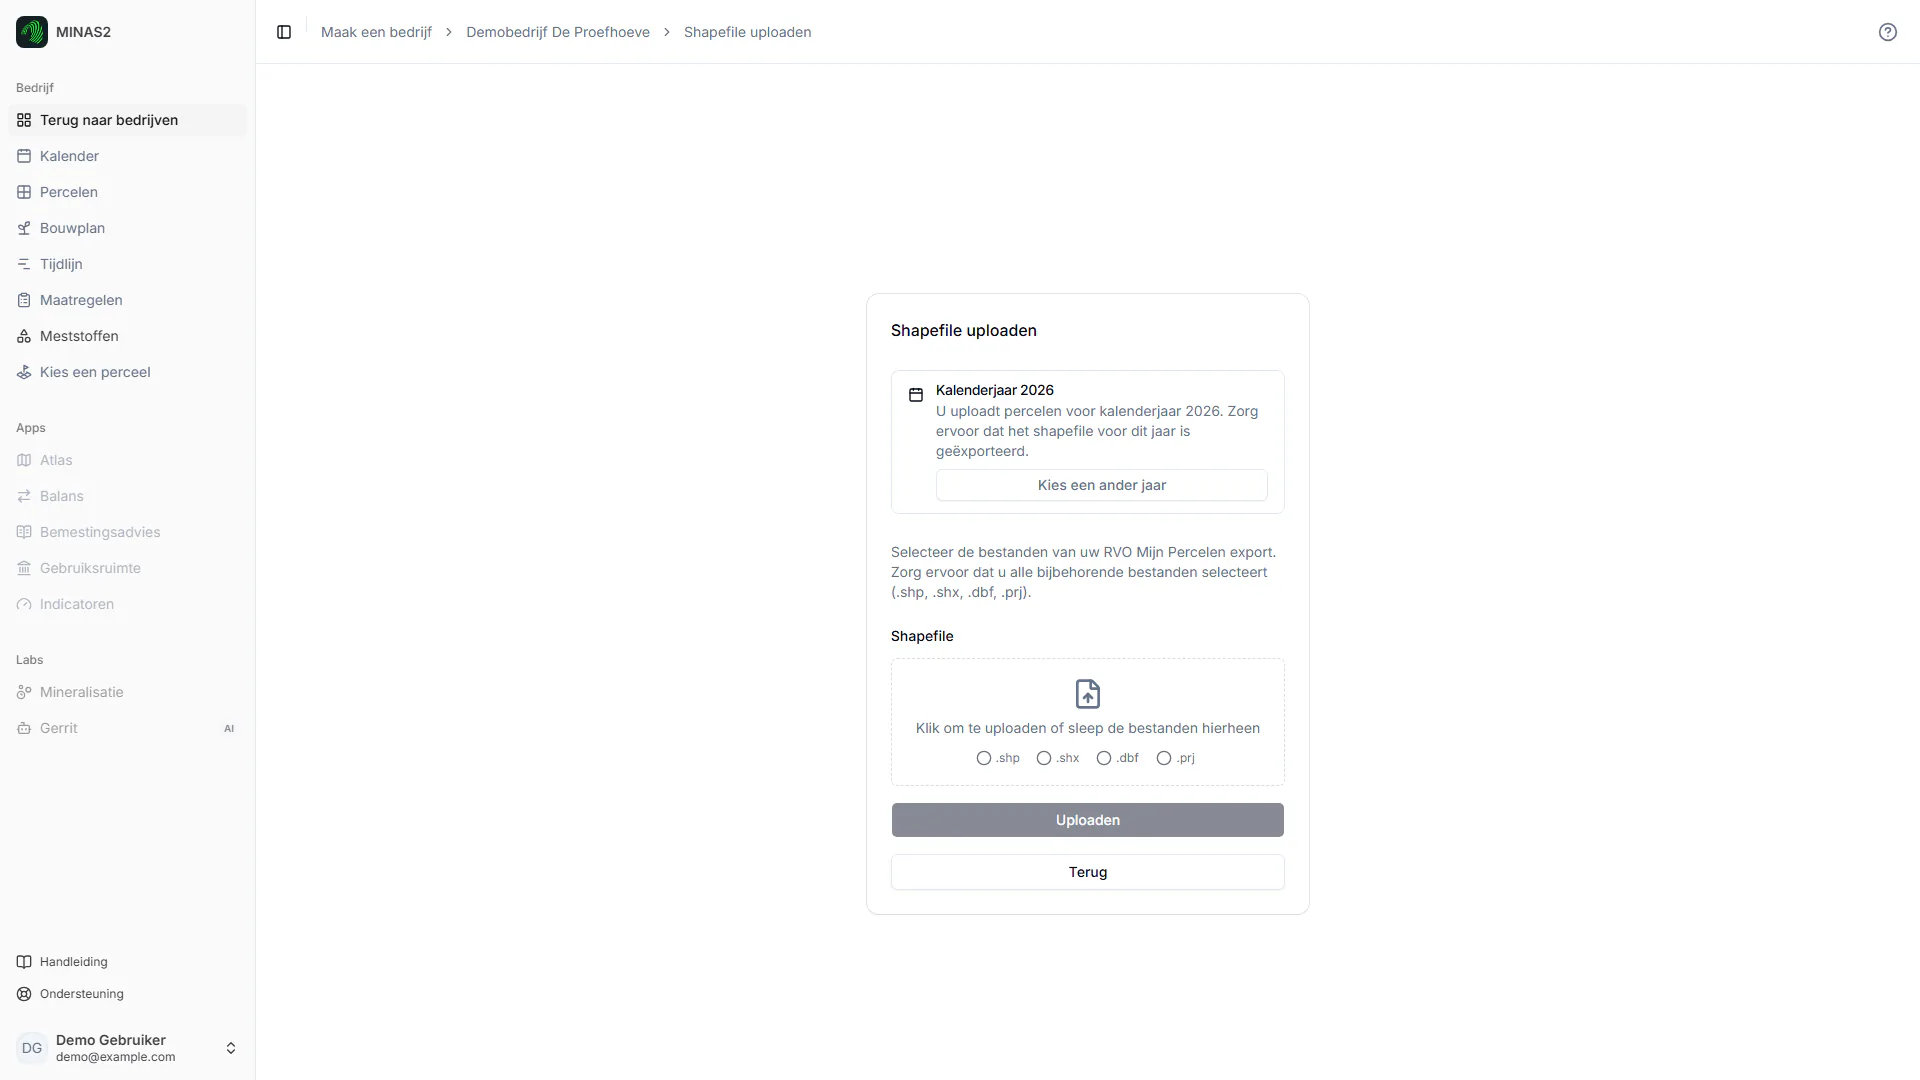 MINAS2
Bedrijf
Terug naar bedrijven
Kalender
Percelen
Bouwplan
Tijdlijn
Maatregelen
Meststoffen
Kies een perceel
Apps
Atlas
Balans
Bemestingsadvies
Gebruiksruimte
Indicatoren
Labs
Mineralisatie
Gerrit AI
Handleiding
Ondersteuning
DG
Demo Gebruiker
demo@example.com
Maak een bedrijf > Demobedrijf De Proefhoeve > Shapefile uploaden
Shapefile uploaden
Kalenderjaar 2026
U uploadt percelen voor kalenderjaar 2026. Zorg
ervoor dat het shapefile voor dit jaar is
geëxporteerd.
Kies een ander jaar
Selecteer de bestanden van uw RVO Mijn Percelen export.
Zorg ervoor dat u alle bijbehorende bestanden selecteert
(.shp, .shx, .dbf, .prj).
Shapefile
Klik om te uploaden of sleep de bestanden hierheen
.shp .shx .dbf .prj
Uploaden
Terug